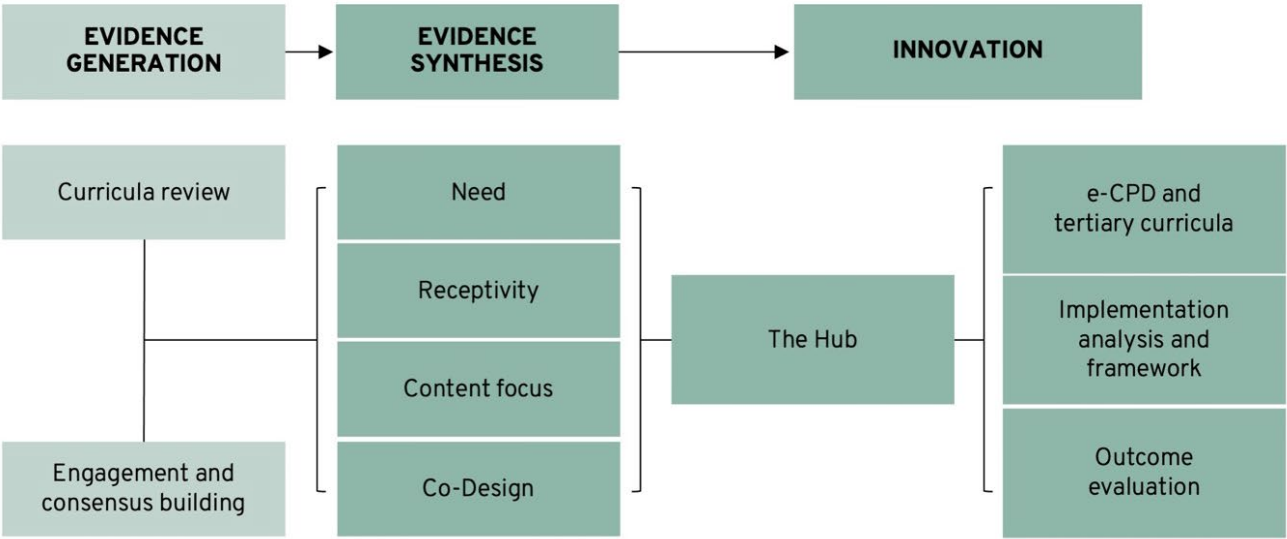 EVIDENCE
GENERATION
EVIDENCE
SYNTHESIS
INNOVATION
Curricula review
Engagement and
consensus building
Need
Receptivity
Content focus
Co-Design
The Hub
e-CPD and
tertiary curricula
Implementation
analysis and
framework
Outcome
evaluation